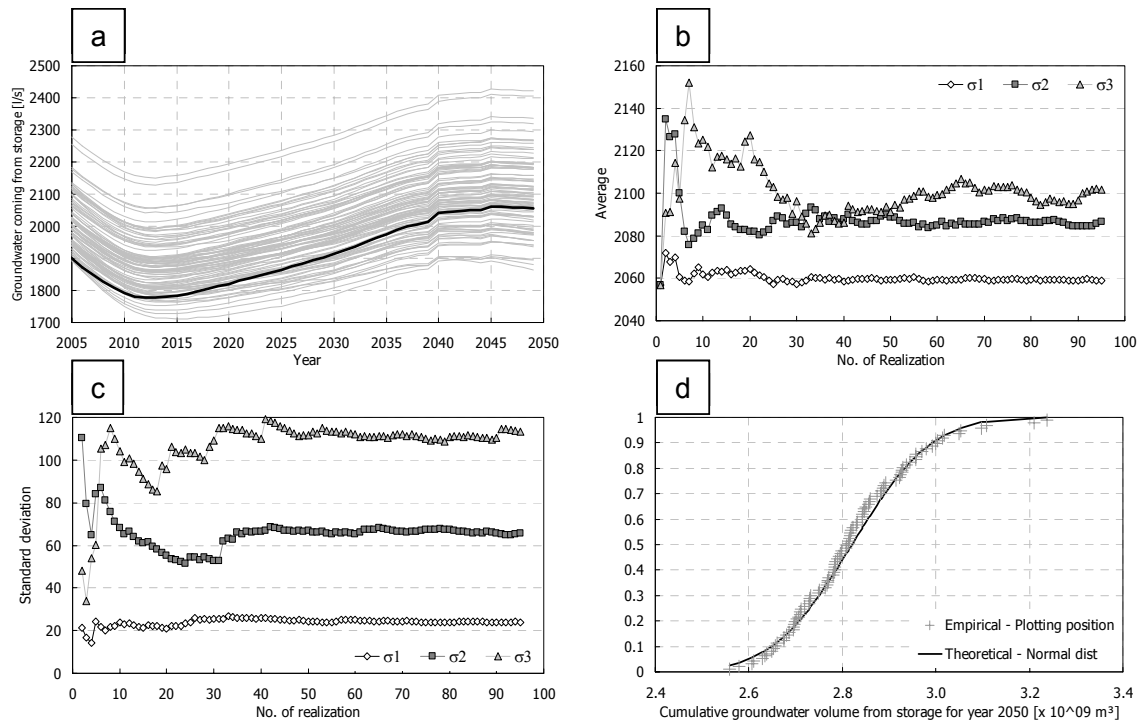 a
2500
2400
2300
2200
2100
2000
1900
1800
1700
Groundwater coming from storage [l/s]
2005 2010 2015 2020 2025 2030 2035 2040 2045 2050
Year
b
2160
2140
2120
2100
2080
2060
2040
Average
σ1 σ2 σ3
0 10 20 30 40 50 60 70 80 90 100
No. of Realization
c
120
100
80
60
40
20
0
Standard deviation
σ1 σ2 σ3
0 10 20 30 40 50 60 70 80 90 100
No. of realization
d
1
0.9
0.8
0.7
0.6
0.5
0.4
0.3
0.2
0.1
0
Empirical - Plotting position
Theoretical - Normal dist
2.4 2.6 2.8 3.0 3.2 3.4
Cumulative groundwater volume from storage for year 2050 [x 10^09 m³]